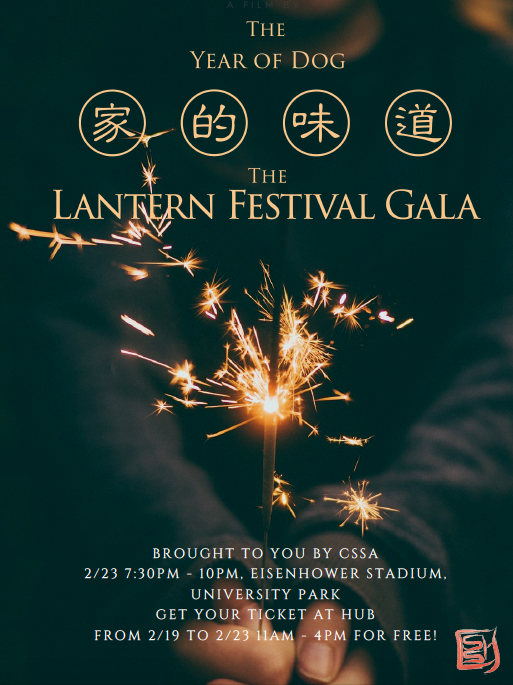 A FILM BY
THE
YEAR OF DOG
家的味道
THE
LANTERN FESTIVAL GALA
BROUGHT TO YOU BY CSSA
2/23 7:30PM - 10PM, EISENHOWER STADIUM,
UNIVERSITY PARK
GET YOUR TICKET AT HUB
FROM 2/19 TO 2/23 11AM - 4PM FOR FREE!